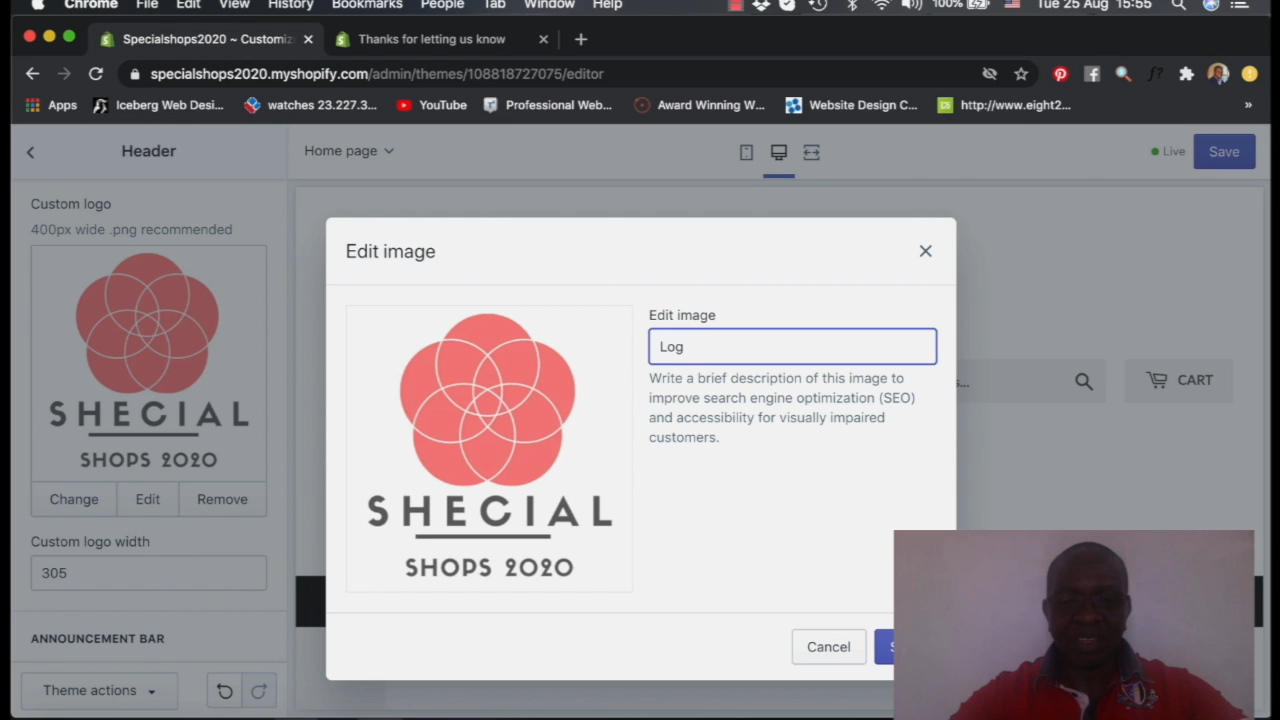 Chrome File Edit View History Bookmarks People Tab Window Help 100% Tue 25 Aug 15:55
Specialshops2020 ~ Customiz
Thanks for letting us know
specialshops2020.myshopify.com/admin/themes/108818727075/editor
Apps Iceberg Web Desi... watches 23.227.3... YouTube Professional Web... Award Winning W... Website Design C... http://www.eight2... »
Header
Home page
Live
Save
Custom logo
400px wide .png recommended
SHECIAL
SHOPS 2020
Change Edit Remove
Custom logo width
305
ANNOUNCEMENT BAR
Theme actions
Edit image
SHECIAL
SHOPS 2020
Edit image
Log
Write a brief description of this image to
improve search engine optimization (SEO)
and accessibility for visually impaired
customers.
Cancel
S
s...
CART